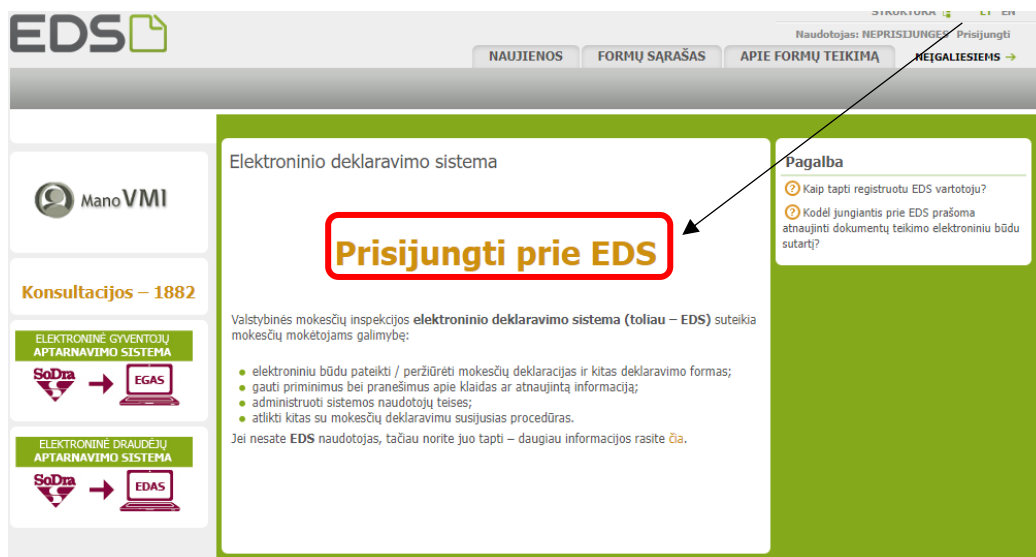 EDS
STRUKTŪRA LT EN
Naudotojas: NEPRISIJUNGĘS Prisijungti
NAUJIENOS FORMŲ SĄRAŠAS APIE FORMŲ TEIKIMĄ NEĮGALIESIEMS →
Mano VMI
Konsultacijos – 1882
ELEKTRONINĖ GYVENTOJŲ
APTARNAVIMO SISTEMA
SoDra EGAS
ELEKTRONINĖ DRAUDĖJŲ
APTARNAVIMO SISTEMA
SoDra EDAS
Elektroninio deklaravimo sistema
Prisijungti prie EDS
Valstybinės mokesčių inspekcijos elektroninio deklaravimo sistema (toliau – EDS) suteikia
mokesčių mokėtojams galimybę:
• elektroniniu būdu pateikti / peržiūrėti mokesčių deklaracijas ir kitas deklaravimo formas;
• gauti priminimus bei pranešimus apie klaidas ar atnaujintą informaciją;
• administruoti sistemos naudotojų teises;
• atlikti kitas su mokesčių deklaravimu susijusias procedūras.
Jei nesate EDS naudotojas, tačiau norite juo tapti – daugiau informacijos rasite čia.
Pagalba
? Kaip tapti registruotu EDS vartotoju?
? Kodėl jungiantis prie EDS prašoma
atnaujinti dokumentų teikimo elektroniniu būdu
sutartį?